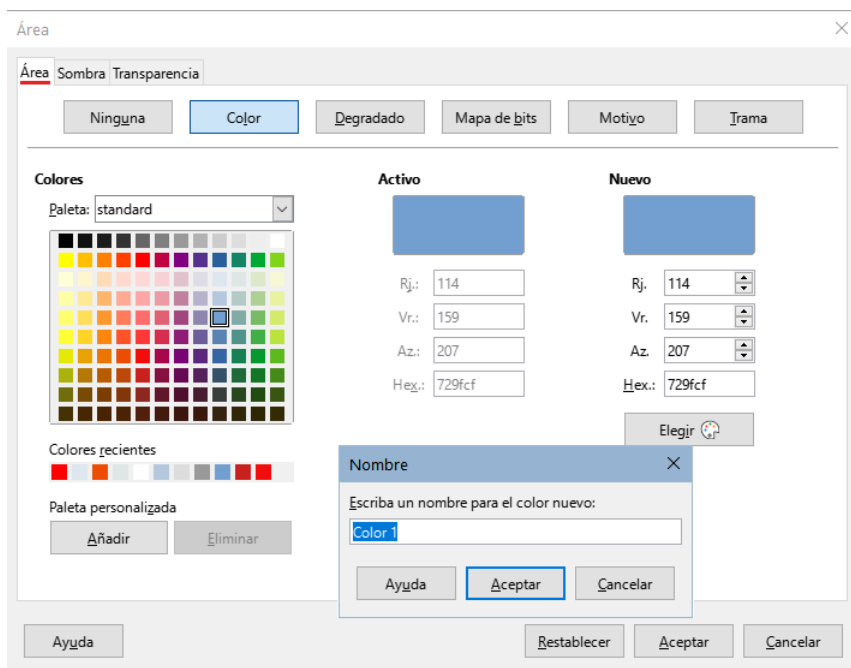 Área
Área Sombra Transparencia
Ninguna Color Degradado Mapa de bits Motivo Trama
Colores Activo Nuevo
Paleta: standard
Rj.: 114 Rj. 114
Vr.: 159 Vr. 159
Az.: 207 Az. 207
Hex.: 729fcf Hex.: 729fcf
Elegir
Colores recientes
Paleta personalizada
Añadir Eliminar
Nombre
Escriba un nombre para el color nuevo:
Color 1
Ayuda Aceptar Cancelar
Ayuda Restablecer Aceptar Cancelar